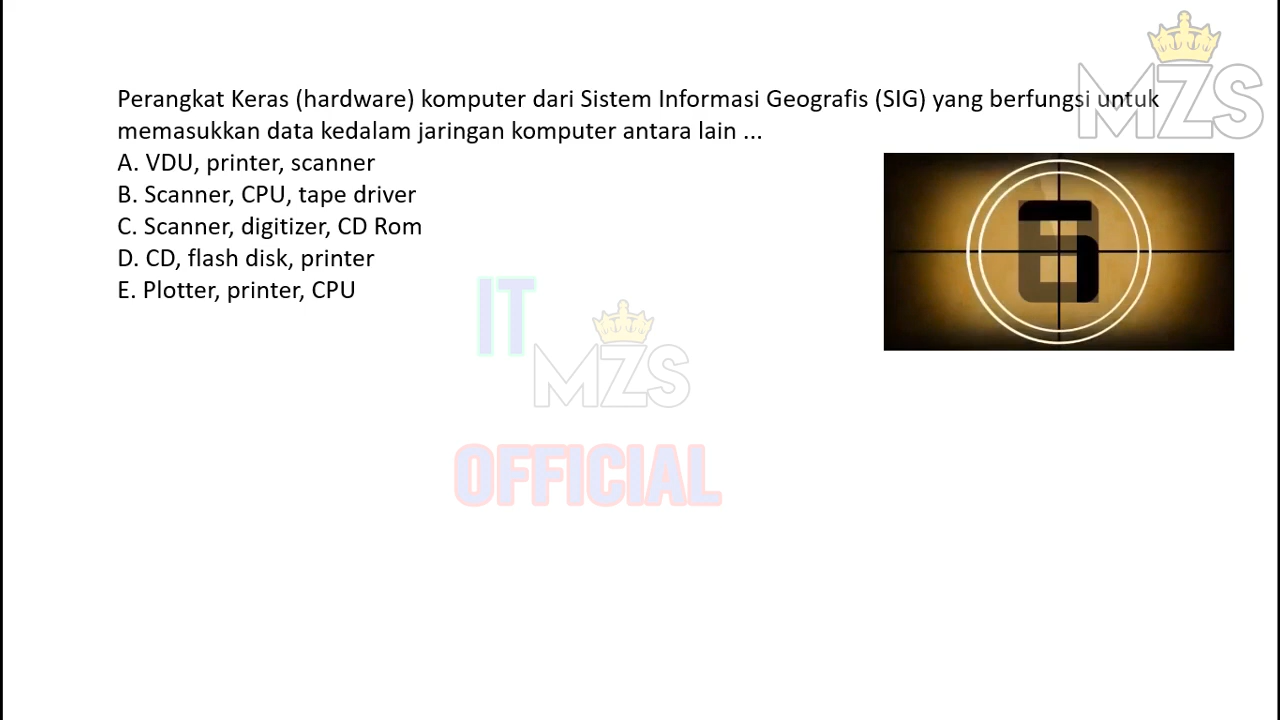 Perangkat Keras (hardware) komputer dari Sistem Informasi Geografis (SIG) yang berfungsi untuk
memasukkan data kedalam jaringan komputer antara lain ...
A. VDU, printer, scanner
B. Scanner, CPU, tape driver
C. Scanner, digitizer, CD Rom
D. CD, flash disk, printer
E. Plotter, printer, CPU
MZS
6
IT
MZS
OFFICIAL